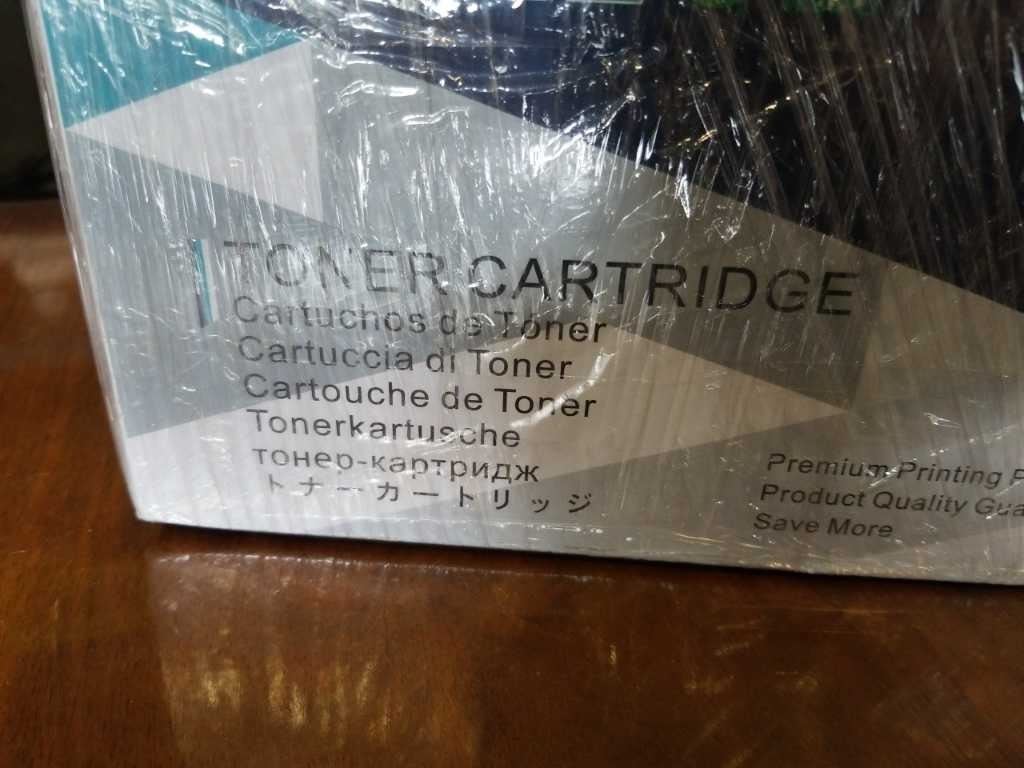 TONER CARTRIDGE
Cartuchos de Tóner
Cartuccia di Toner
Cartouche de Toner
Tonerkartusche
тонер-картридж
トナーカートリッジ
Premium Printing
Product Quality
Save More